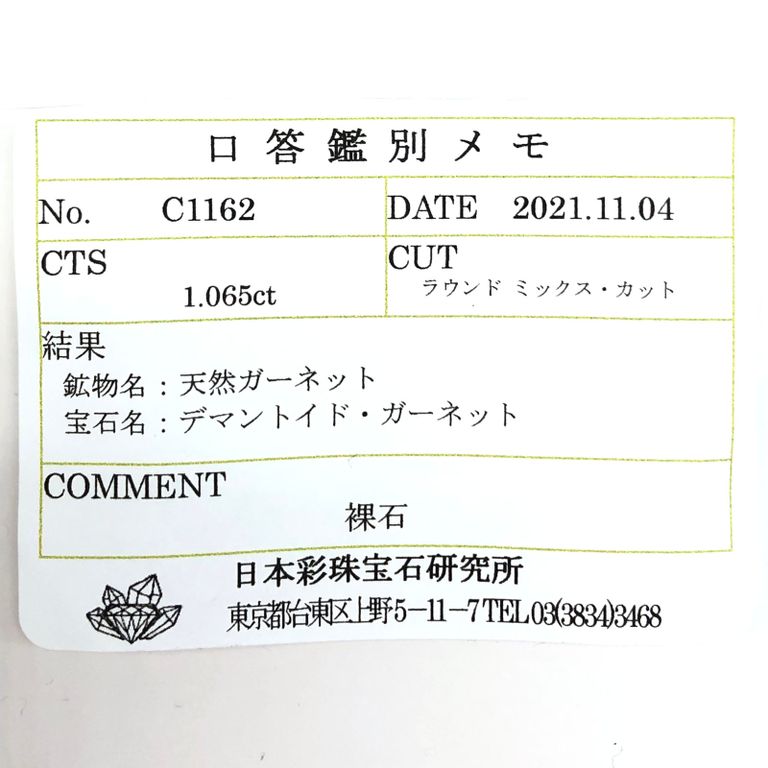 口答鑑別メモ
No. C1162
DATE 2021.11.04
CTS
1.065ct
CUT
ラウンド ミックス・カット
結果
鉱物名：天然ガーネット
宝石名：デマントイド・ガーネット
COMMENT
裸石
日本彩珠宝石研究所
東京都台東区上野5－11－7 TEL 03(3834)3468